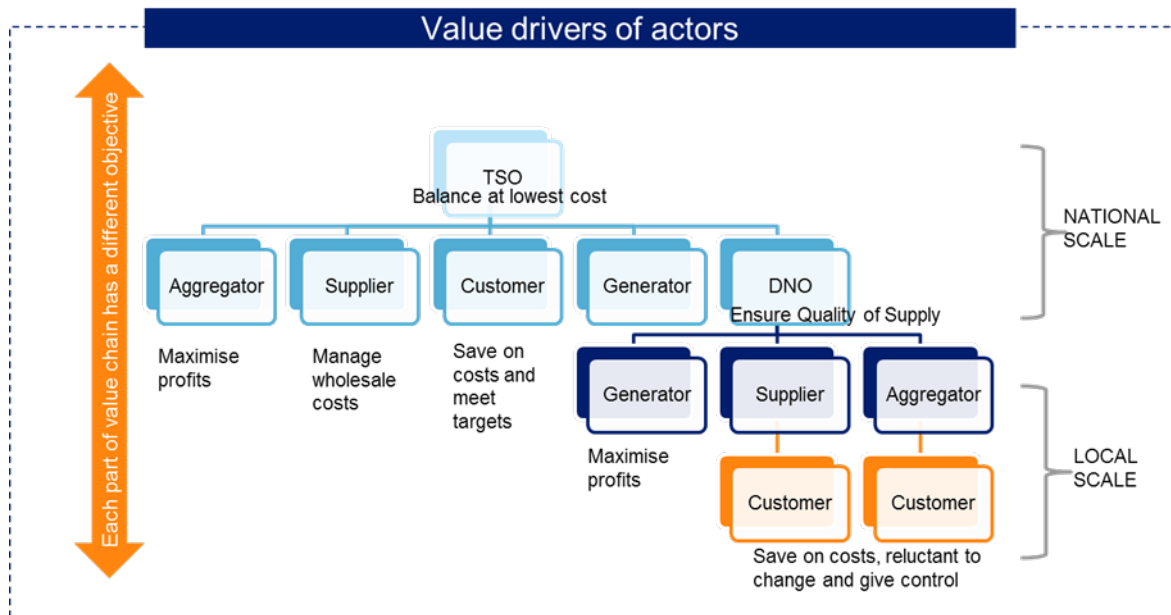 Value drivers of actors
Each part of value chain has a different objective
TSO
Balance at lowest cost
NATIONAL
SCALE
Aggregator
Supplier
Customer
Generator
DNO
Ensure Quality of Supply
Maximise
profits
Manage
wholesale
costs
Save on
costs and
meet
targets
Generator
Supplier
Aggregator
Maximise
profits
LOCAL
SCALE
Customer
Customer
Save on costs, reluctant to
change and give control